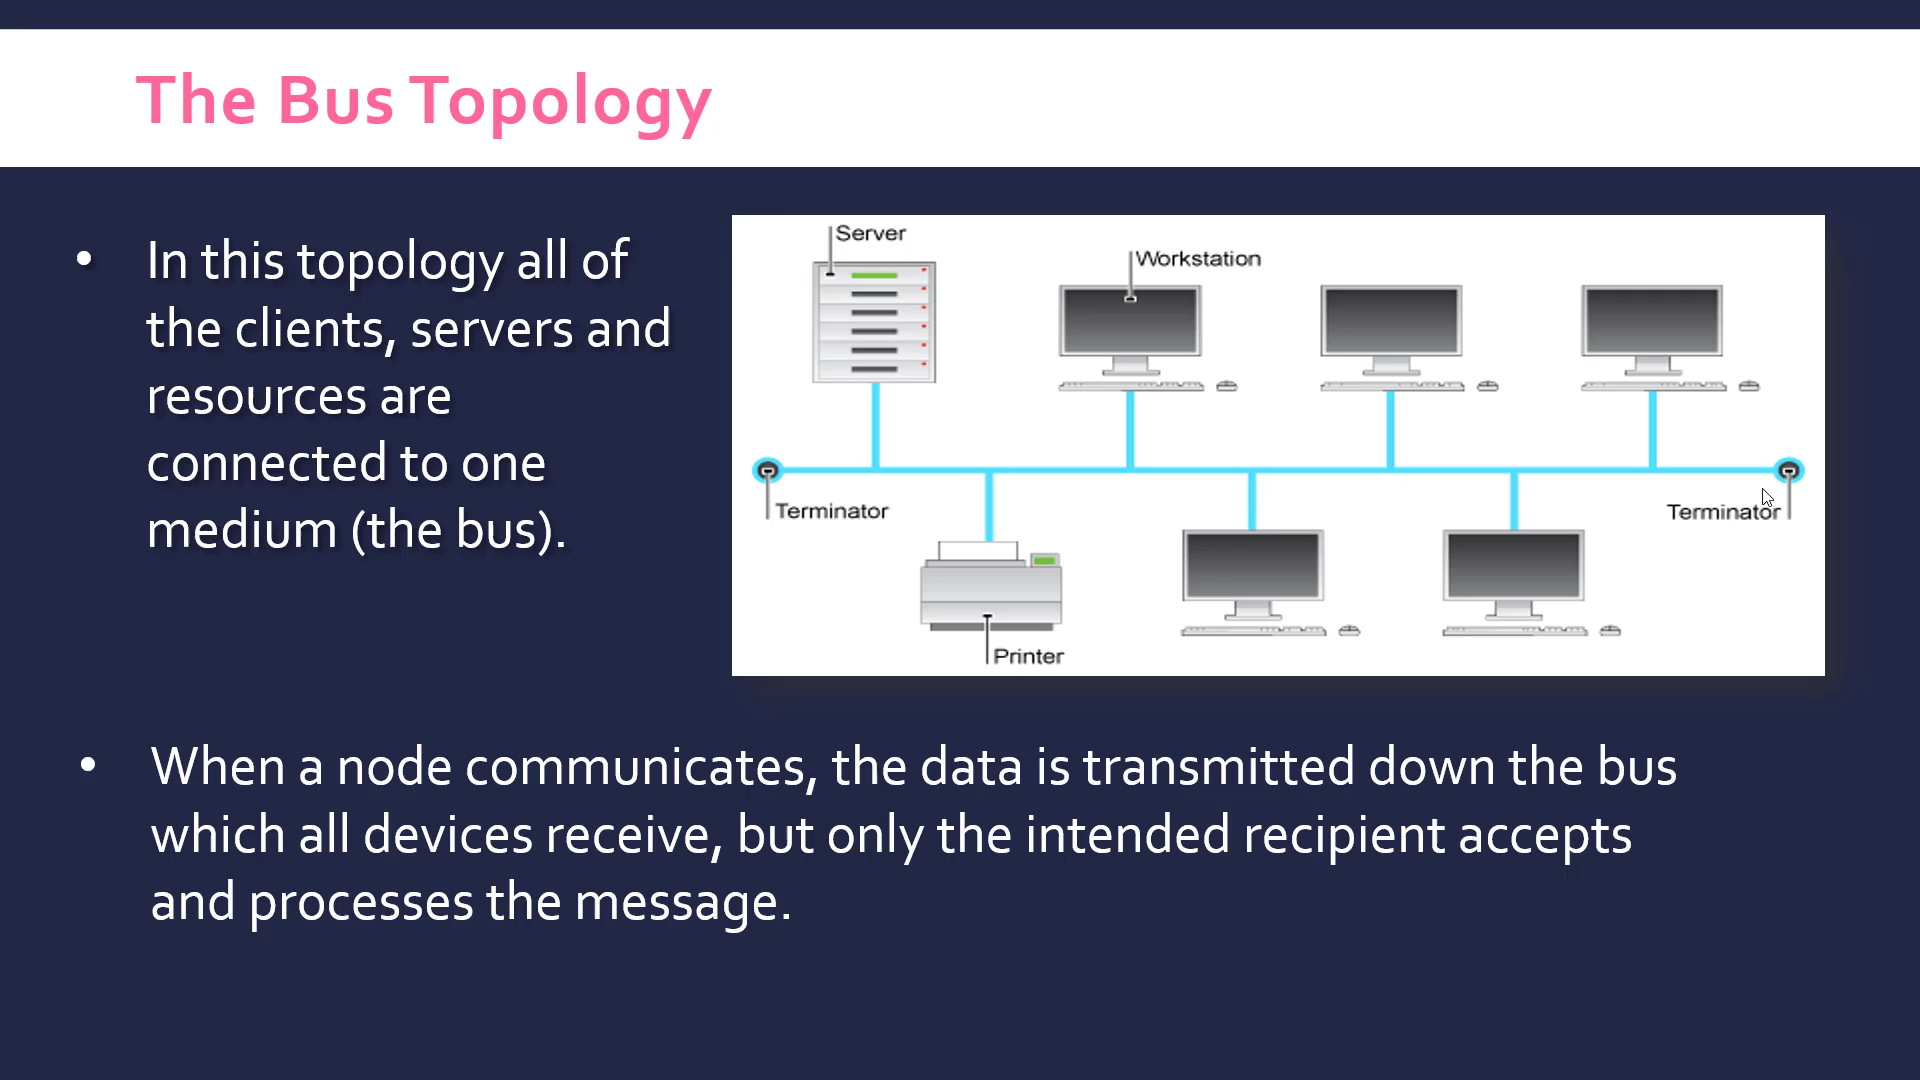 The Bus Topology
• In this topology all of
the clients, servers and
resources are
connected to one
medium (the bus).
Server
Workstation
Terminator
Terminator
Printer
• When a node communicates, the data is transmitted down the bus
which all devices receive, but only the intended recipient accepts
and processes the message.